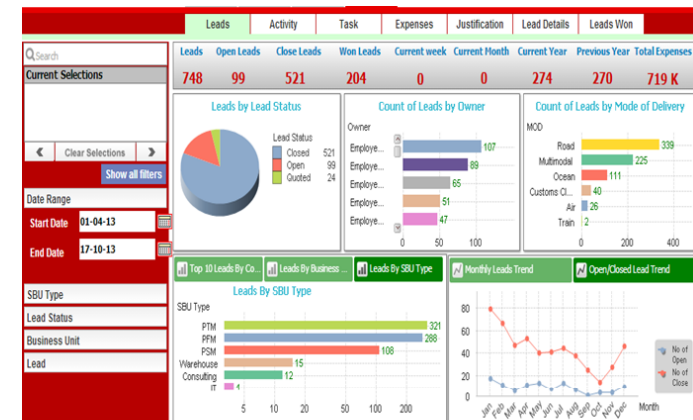 Leads Activity Task Expenses Justification Lead Details Leads Won
Search
Current Selections
Clear Selections
Show all filters
Date Range
Start Date 01-04-13
End Date 17-10-13
SBU Type
Lead Status
Business Unit
Lead
Leads Open Leads Close Leads Won Leads Current week Current Month Current Year Previous Year Total Expenses
748 99 521 204 0 0 274 270 719 K
Leads by Lead Status
Lead Status
Closed 521
Open 99
Quoted 24
Count of Leads by Owner
Owner
Employe... 107
Employe... 89
Employe... 65
Employe... 51
Employe... 47
0 50 100
Count of Leads by Mode of Delivery
MOD
Road 339
Multimodal 225
Ocean 111
Customs Cl... 40
Air 26
Train 2
0 200 400
Top 10 Leads By Co... Leads By Business ... Leads By SBU Type
Leads By SBU Type
SBU Type
PTM 321
PFM 288
PSM 108
Warehouse 15
Consulting 12
IT 4
5 10 20 50 100 200
Monthly Leads Trend Open/Closed Lead Trend
80
60
40
20
0
Jan Feb Mar Apr May Jun Jul Aug Sep Oct Nov Dec Month
No of Open
No of Close